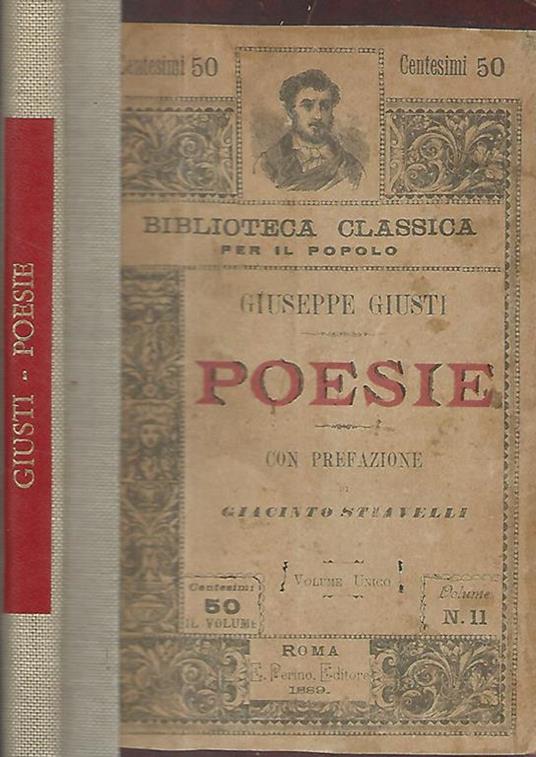 GIUSTI - POESIE
Centesimi 50
Centesimi 50
BIBLIOTECA CLASSICA
PER IL POPOLO
GIUSEPPE GIUSTI
POESIE
CON PREFAZIONE
DI
GIACINTO STIAVELLI
VOLUME UNICO
Centesimi
50
IL VOLUME
Volume
N. 11
ROMA
E. Perino, Editore
1889.